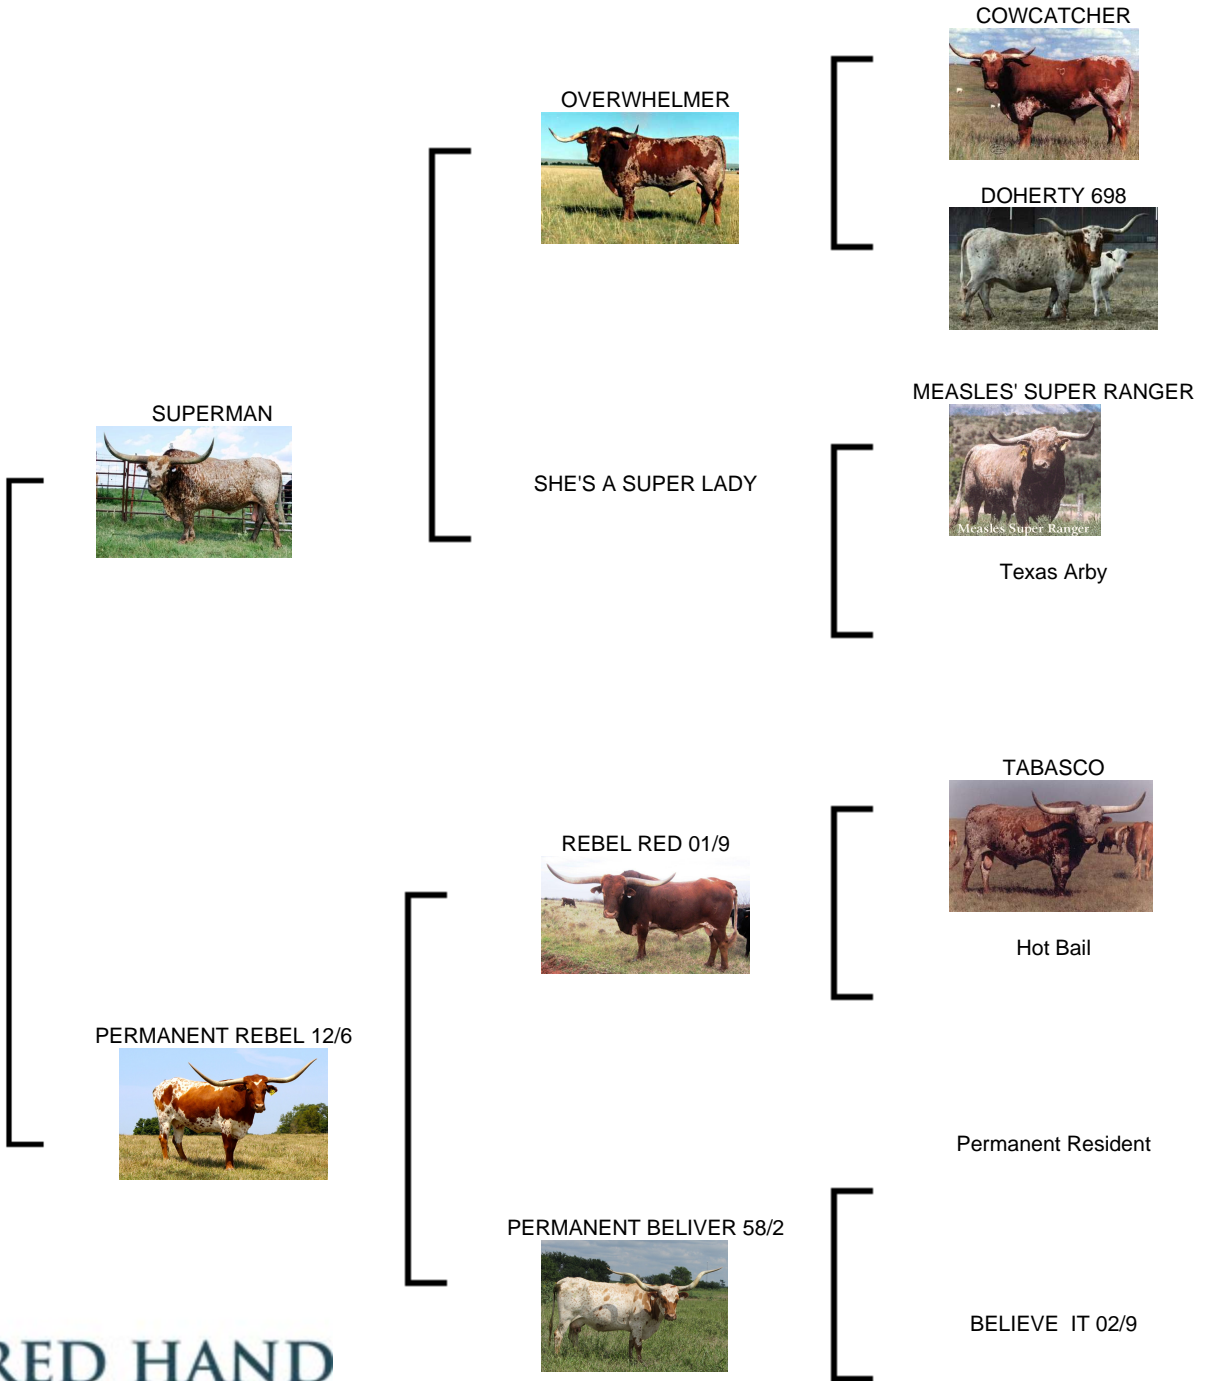 COWCATCHER
OVERWHELMER
DOHERTY 698
MEASLES' SUPER RANGER
SUPERMAN
SHE'S A SUPER LADY
Measles Super Ranger
Texas Arby
TABASCO
REBEL RED 01/9
Hot Bail
PERMANENT REBEL 12/6
Permanent Resident
PERMANENT BELIVER 58/2
BELIEVE IT 02/9
RED HAND